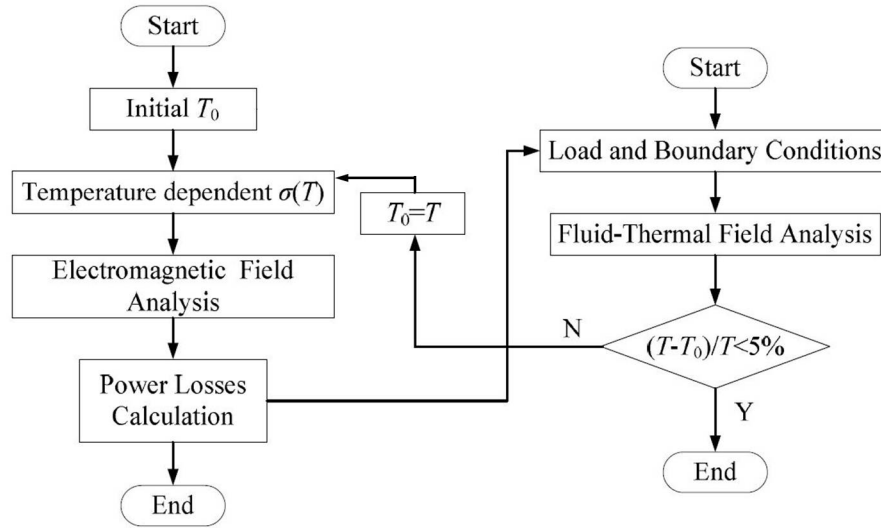 Start
Initial T₀
Temperature dependent σ(T)
Electromagnetic Field
Analysis
Power Losses
Calculation
End
T₀=T
N
Start
Load and Boundary Conditions
Fluid-Thermal Field Analysis
(T-T₀)/T<5%
Y
End